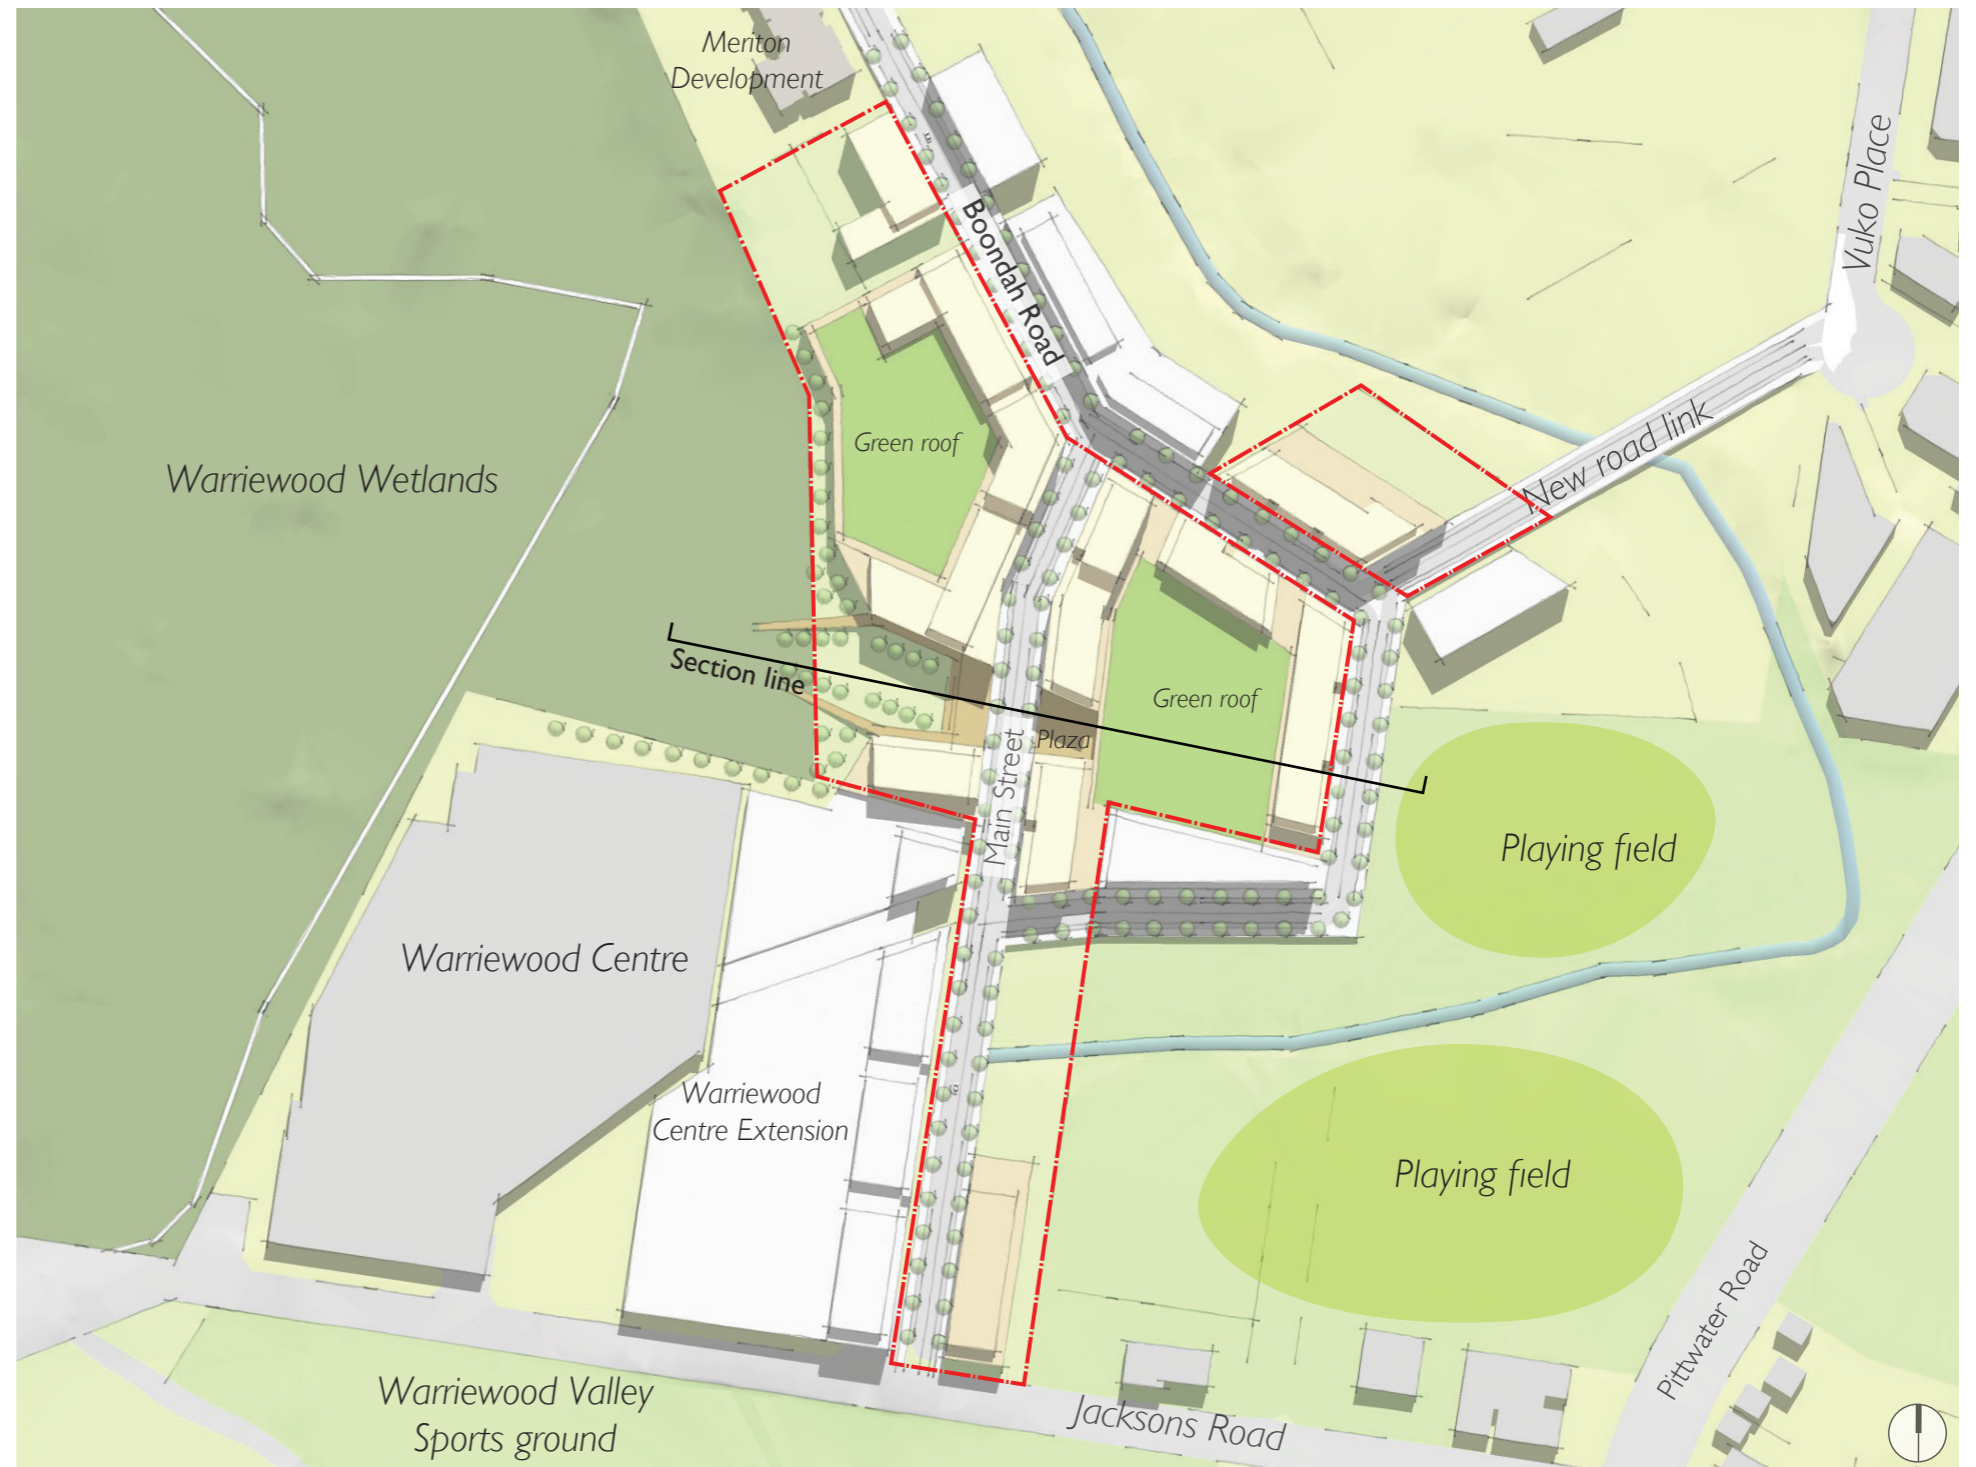 Meriton
Development
Vuko Place
Boondah Road
New road link
Green roof
Warriewood Wetlands
Section line
Green roof
Plaza
Main Street
Playing field
Warriewood Centre
Warriewood
Centre Extension
Playing field
Pittwater Road
Warriewood Valley
Sports ground
Jacksons Road